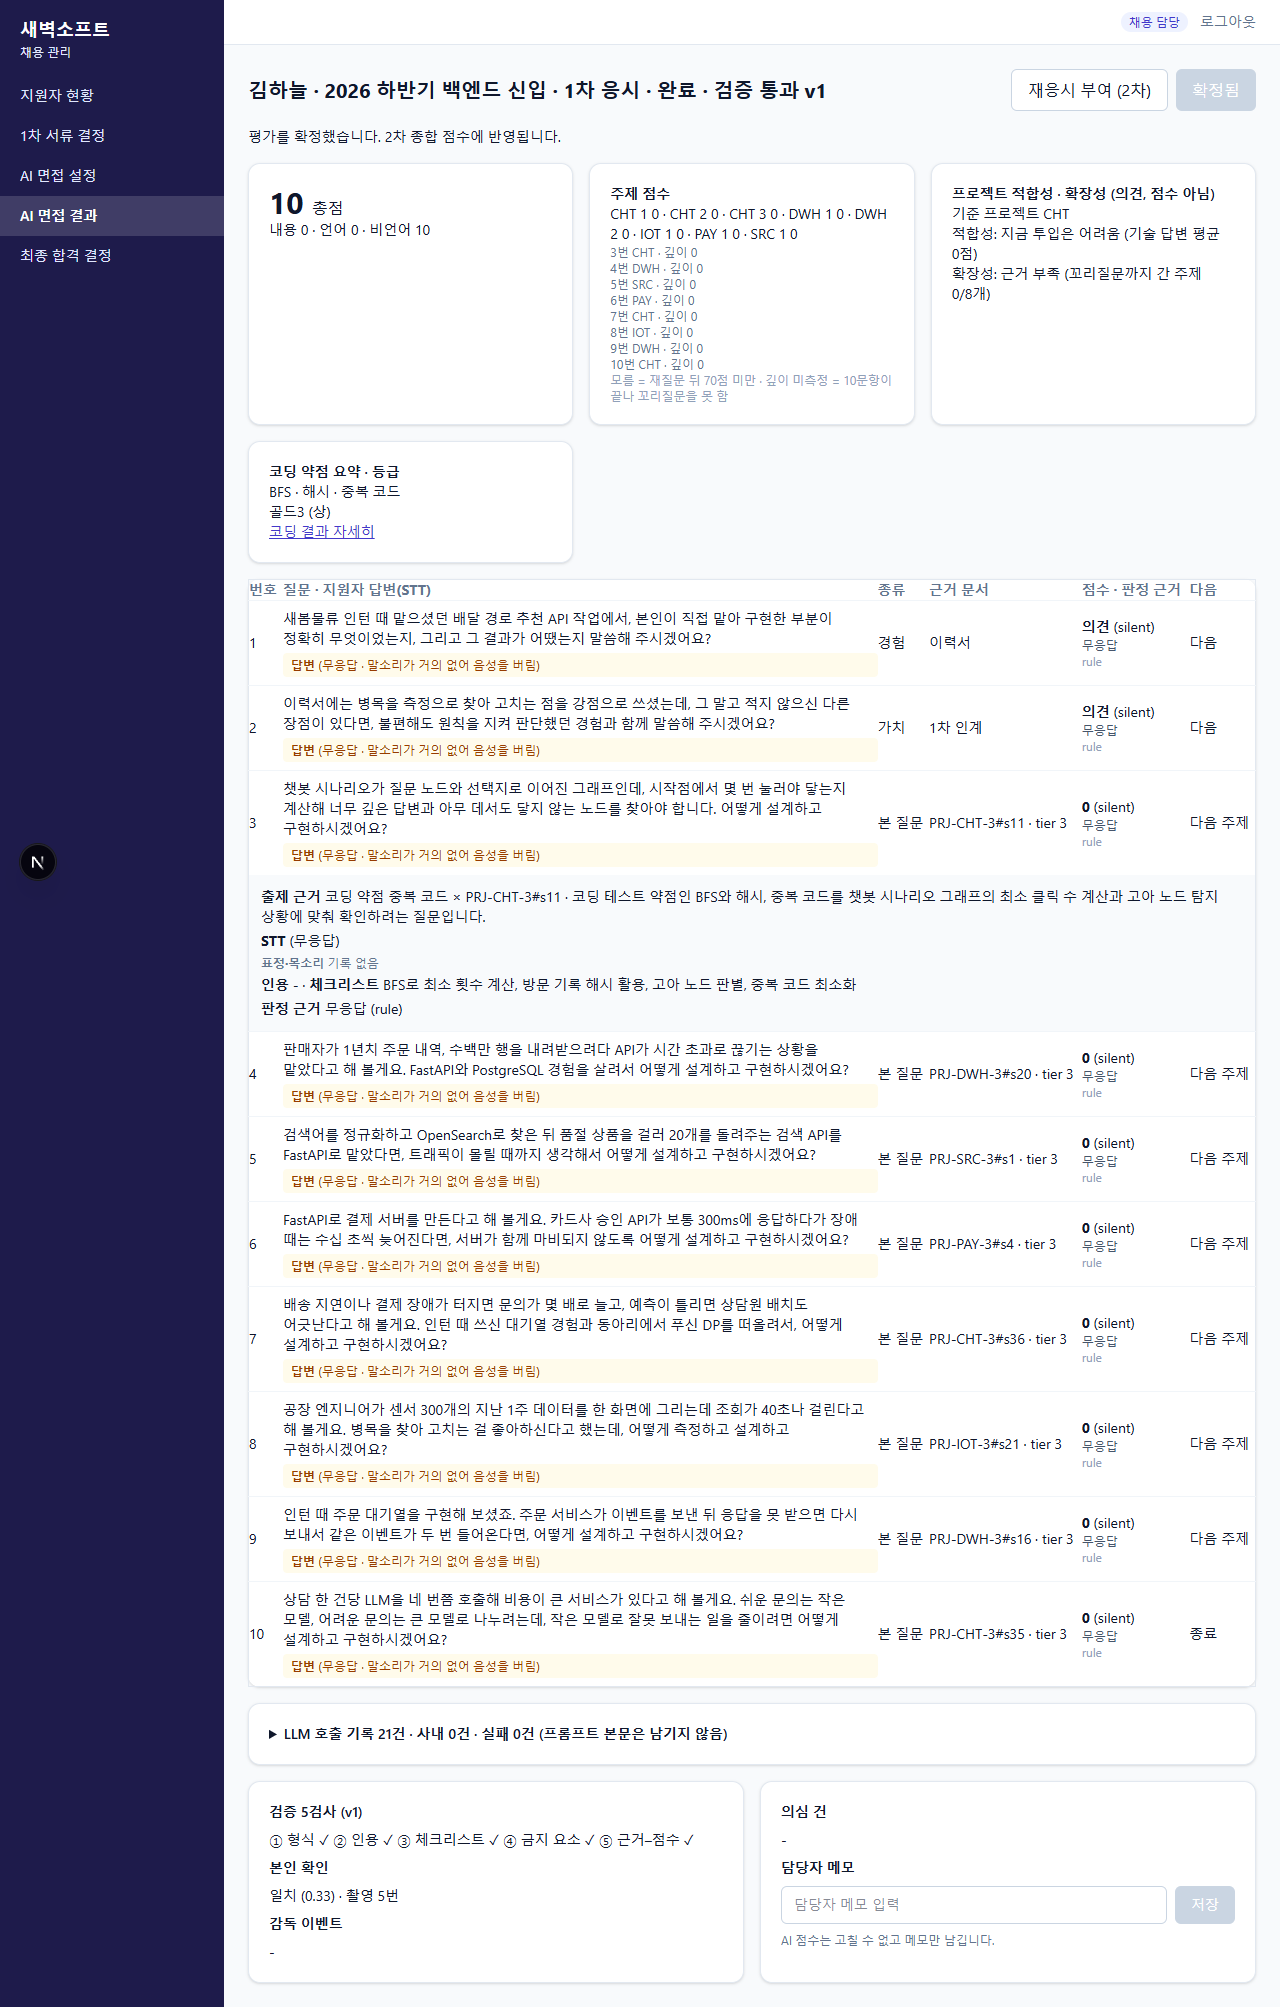 새벽소프트
채용 관리
지원자 현황
1차 서류 결정
AI 면접 설정
AI 면접 결과
최종 합격 결정
N
채용 담당
로그아웃
김하늘 · 2026 하반기 백엔드 신입 · 1차 응시 · 완료 · 검증 통과 v1
재응시 부여 (2차)
확정됨
평가를 확정했습니다. 2차 종합 점수에 반영됩니다.
10 총점
내용 0 · 언어 0 · 비언어 10
주제 점수
CHT 1 0 · CHT 2 0 · CHT 3 0 · DWH 1 0 · DWH
2 0 · IOT 1 0 · PAY 1 0 · SRC 1 0
3번 CHT · 깊이 0
4번 DWH · 깊이 0
5번 SRC · 깊이 0
6번 PAY · 깊이 0
7번 CHT · 깊이 0
8번 IOT · 깊이 0
9번 DWH · 깊이 0
10번 CHT · 깊이 0
모름 = 재질문 뒤 70점 미만 · 깊이 미측정 = 10문항이
끝나 꼬리질문을 못 함
프로젝트 적합성 · 확장성 (의견, 점수 아님)
기준 프로젝트 CHT
적합성: 지금 투입은 어려움 (기술 답변 평균
0점)
확장성: 근거 부족 (꼬리질문까지 간 주제
0/8개)
코딩 약점 요약 · 등급
BFS · 해시 · 중복 코드
골드3 (상)
코딩 결과 자세히
번호 질문 · 지원자 답변(STT) 종류 근거 문서 점수 · 판정 근거 다음
1
새봄물류 인턴 때 맡으셨던 배달 경로 추천 API 작업에서, 본인이 직접 맡아 구현한 부분이
정확히 무엇이었는지, 그리고 그 결과가 어땠는지 말씀해 주시겠어요?
답변 (무응답 · 말소리가 거의 없어 음성을 버림)
경험
이력서
의견 (silent)
무응답
rule
다음
2
이력서에는 병목을 측정으로 찾아 고치는 점을 강점으로 쓰셨는데, 그 말고 적지 않으신 다른
장점이 있다면, 불편해도 원칙을 지켜 판단했던 경험과 함께 말씀해 주시겠어요?
답변 (무응답 · 말소리가 거의 없어 음성을 버림)
가치
1차 인계
의견 (silent)
무응답
rule
다음
3
챗봇 시나리오가 질문 노드와 선택지로 이어진 그래프인데, 시작점에서 몇 번 눌러야 닿는지
계산해 너무 깊은 답변과 아무 데서도 닿지 않는 노드를 찾아야 합니다. 어떻게 설계하고
구현하시겠어요?
답변 (무응답 · 말소리가 거의 없어 음성을 버림)
본 질문
PRJ-CHT-3#s11 · tier 3
0 (silent)
무응답
rule
다음 주제
출제 근거 코딩 약점 중복 코드 × PRJ-CHT-3#s11 · 코딩 테스트 약점인 BFS와 해시, 중복 코드를 챗봇 시나리오 그래프의 최소 클릭 수 계산과 고아 노드 탐지
상황에 맞춰 확인하려는 질문입니다.
STT (무응답)
표정·목소리 기록 없음
인용 - · 체크리스트 BFS로 최소 횟수 계산, 방문 기록 해시 활용, 고아 노드 판별, 중복 코드 최소화
판정 근거 무응답 (rule)
4
판매자가 1년치 주문 내역, 수백만 행을 내려받으려다 API가 시간 초과로 끊기는 상황을
맡았다고 해 볼게요. FastAPI와 PostgreSQL 경험을 살려서 어떻게 설계하고 구현하시겠어요?
답변 (무응답 · 말소리가 거의 없어 음성을 버림)
본 질문
PRJ-DWH-3#s20 · tier 3
0 (silent)
무응답
rule
다음 주제
5
검색어를 정규화하고 OpenSearch로 찾은 뒤 품절 상품을 걸러 20개를 돌려주는 검색 API를
FastAPI로 맡았다면, 트래픽이 몰릴 때까지 생각해서 어떻게 설계하고 구현하시겠어요?
답변 (무응답 · 말소리가 거의 없어 음성을 버림)
본 질문
PRJ-SRC-3#s1 · tier 3
0 (silent)
무응답
rule
다음 주제
6
FastAPI로 결제 서버를 만든다고 해 볼게요. 카드사 승인 API가 보통 300ms에 응답하다가 장애
때는 수십 초씩 늦어진다면, 서버가 함께 마비되지 않도록 어떻게 설계하고 구현하시겠어요?
답변 (무응답 · 말소리가 거의 없어 음성을 버림)
본 질문
PRJ-PAY-3#s4 · tier 3
0 (silent)
무응답
rule
다음 주제
7
배송 지연이나 결제 장애가 터지면 문의가 몇 배로 늘고, 예측이 틀리면 상담원 배치도
어긋난다고 해 볼게요. 인턴 때 쓰신 대기열 경험과 동아리에서 푸신 DP를 떠올려서, 어떻게
설계하고 구현하시겠어요?
답변 (무응답 · 말소리가 거의 없어 음성을 버림)
본 질문
PRJ-CHT-3#s36 · tier 3
0 (silent)
무응답
rule
다음 주제
8
공장 엔지니어가 센서 300개의 지난 1주 데이터를 한 화면에 그리는데 조회가 40초나 걸린다고
해 볼게요. 병목을 찾아 고치는 걸 좋아하신다고 했는데, 어떻게 측정하고 설계하고
구현하시겠어요?
답변 (무응답 · 말소리가 거의 없어 음성을 버림)
본 질문
PRJ-IOT-3#s21 · tier 3
0 (silent)
무응답
rule
다음 주제
9
인턴 때 주문 대기열을 구현해 보셨죠. 주문 서비스가 이벤트를 보낸 뒤 응답을 못 받으면 다시
보내서 같은 이벤트가 두 번 들어온다면, 어떻게 설계하고 구현하시겠어요?
답변 (무응답 · 말소리가 거의 없어 음성을 버림)
본 질문
PRJ-DWH-3#s16 · tier 3
0 (silent)
무응답
rule
다음 주제
10
상담 한 건당 LLM을 네 번쯤 호출해 비용이 큰 서비스가 있다고 해 볼게요. 쉬운 문의는 작은
모델, 어려운 문의는 큰 모델로 나누려는데, 작은 모델로 잘못 보내는 일을 줄이려면 어떻게
설계하고 구현하시겠어요?
답변 (무응답 · 말소리가 거의 없어 음성을 버림)
본 질문
PRJ-CHT-3#s35 · tier 3
0 (silent)
무응답
rule
종료
▶ LLM 호출 기록 21건 · 사내 0건 · 실패 0건 (프롬프트 본문은 남기지 않음)
검증 5검사 (v1)
① 형식 ✓ ② 인용 ✓ ③ 체크리스트 ✓ ④ 금지 요소 ✓ ⑤ 근거–점수 ✓
본인 확인
일치 (0.33) · 촬영 5번
감독 이벤트
-
의심 건
-
담당자 메모
담당자 메모 입력
저장
AI 점수는 고칠 수 없고 메모만 남깁니다.